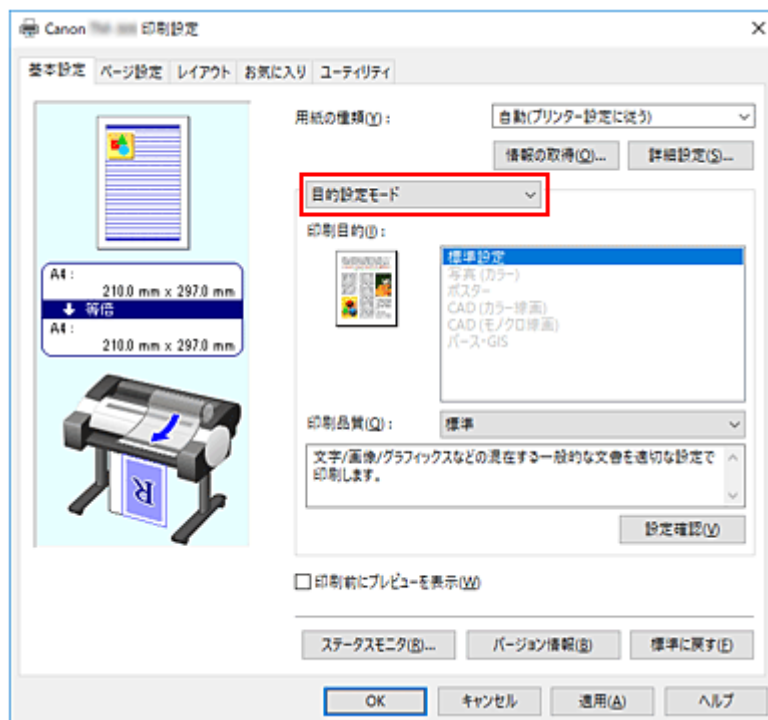 Canon 印刷設定
基本設定 ページ設定 レイアウト お気に入り ユーティリティ
用紙の種類(Y)： 自動(プリンター設定に従う)
情報の取得(O)... 詳細設定(S)...
目的設定モード
印刷目的(I)：
標準設定
写真 (カラー)
ポスター
CAD (カラー線画)
CAD (モノクロ線画)
パース・GIS
A4：
210.0 mm x 297.0 mm
等倍
A4：
210.0 mm x 297.0 mm
R
印刷品質(Q)： 標準
文字/画像/グラフィックスなどの混在する一般的な文書を適切な設定で
印刷します。
設定確認(V)
印刷前にプレビューを表示(W)
ステータスモニタ(R)... バージョン情報(B) 標準に戻す(F)
OK キャンセル 適用(A) ヘルプ